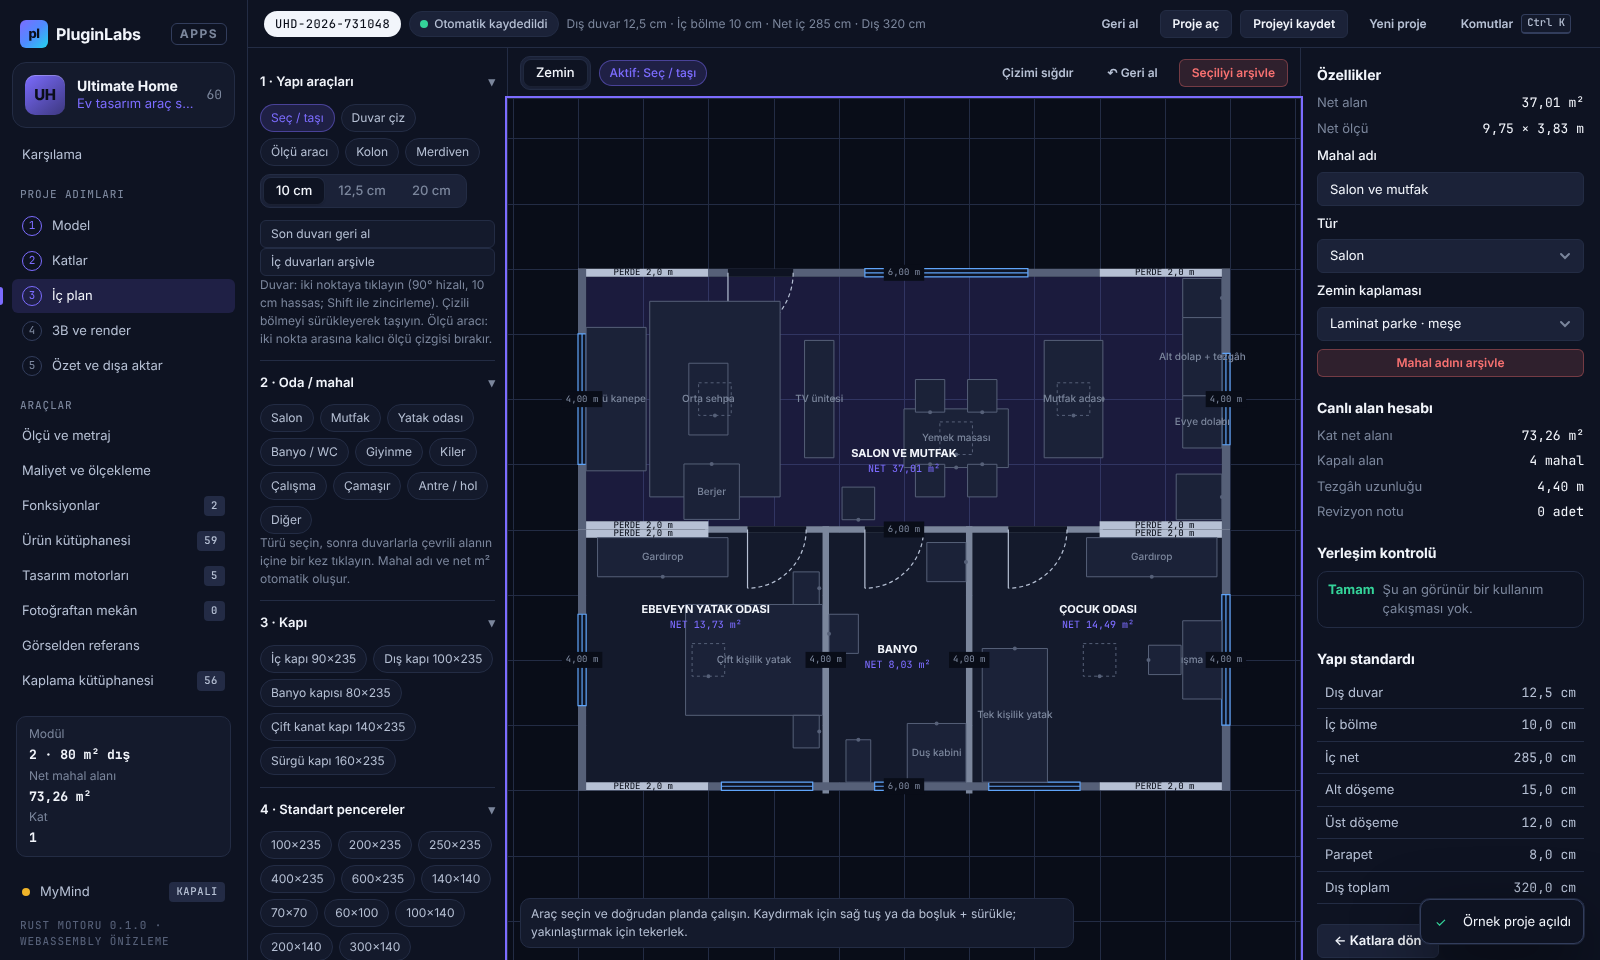 pl PluginLabs APPS
UH Ultimate Home
Ev tasarım araç s... 60
Karşılama
PROJE ADIMLARI
1 Model
2 Katlar
3 İç plan
4 3B ve render
5 Özet ve dışa aktar
ARAÇLAR
Ölçü ve metraj
Maliyet ve ölçekleme
Fonksiyonlar 2
Ürün kütüphanesi 59
Tasarım motorları 5
Fotoğraftan mekân 0
Görselden referans
Kaplama kütüphanesi 56
Modül
2 · 80 m² dış
Net mahal alanı
73,26 m²
Kat
1
MyMind KAPALI
RUST MOTORU 0.1.0 ·
WEBASSEMBLY ÖNİZLEME
UHD-2026-731048 Otomatik kaydedildi Dış duvar 12,5 cm · İç bölme 10 cm · Net iç 285 cm · Dış 320 cm Geri al Proje aç Projeyi kaydet Yeni proje Komutlar Ctrl K
1 · Yapı araçları ▾
Seç / taşı Duvar çiz
Ölçü aracı Kolon Merdiven
10 cm 12,5 cm 20 cm
Son duvarı geri al
İç duvarları arşivle
Duvar: iki noktaya tıklayın (90° hizalı, 10
cm hassas; Shift ile zincirleme). Çizili
bölmeyi sürükleyerek taşıyın. Ölçü aracı:
iki nokta arasına kalıcı ölçü çizgisi bırakır.
2 · Oda / mahal ▾
Salon Mutfak Yatak odası
Banyo / WC Giyinme Kiler
Çalışma Çamaşır Antre / hol
Diğer
Türü seçin, sonra duvarlarla çevrili alanın
içine bir kez tıklayın. Mahal adı ve net m²
otomatik oluşur.
3 · Kapı ▾
İç kapı 90×235 Dış kapı 100×235
Banyo kapısı 80×235
Çift kanat kapı 140×235
Sürgü kapı 160×235
4 · Standart pencereler ▾
100×235 200×235 250×235
400×235 600×235 140×140
70×70 60×100 100×140
200×140 300×140
Zemin Aktif: Seç / taşı Çizimi sığdır ↶ Geri al Seçiliyi arşivle
PERDE 2,0 m 6,00 m PERDE 2,0 m
Alt dolap + tezgâh
4,00 m ü kanepe Orta sehpa TV ünitesi Mutfak adası 4,00 m
Evye dolabı
Yemek masası
SALON VE MUTFAK
NET 37,01 m²
Berjer
PERDE 2,0 m 6,00 m PERDE 2,0 m
PERDE 2,0 m PERDE 2,0 m
Gardırop Gardırop
EBEVEYN YATAK ODASI ÇOCUK ODASI
NET 13,73 m² NET 14,49 m²
BANYO
NET 8,03 m²
4,00 m Çift kişilik yatak 4,00 m 4,00 m şma 4,00 m
Tek kişilik yatak
Duş kabini
PERDE 2,0 m 6,00 m PERDE 2,0 m
Araç seçin ve doğrudan planda çalışın. Kaydırmak için sağ tuş ya da boşluk + sürükle;
yakınlaştırmak için tekerlek.
Özellikler
Net alan 37,01 m²
Net ölçü 9,75 × 3,83 m
Mahal adı
Salon ve mutfak
Tür
Salon
Zemin kaplaması
Laminat parke · meşe
Mahal adını arşivle
Canlı alan hesabı
Kat net alanı 73,26 m²
Kapalı alan 4 mahal
Tezgâh uzunluğu 4,40 m
Revizyon notu 0 adet
Yerleşim kontrolü
Tamam Şu an görünür bir kullanım
çakışması yok.
Yapı standardı
Dış duvar 12,5 cm
İç bölme 10,0 cm
İç net 285,0 cm
Alt döşeme 15,0 cm
Üst döşeme 12,0 cm
Parapet 8,0 cm
Dış toplam 320,0 cm
← Katlara dön
✓ Örnek proje açıldı